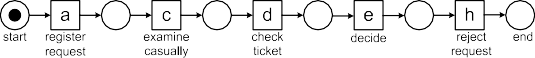 a
c
d
e
h
start
register
request
examine
casually
check
ticket
decide
reject
request
end